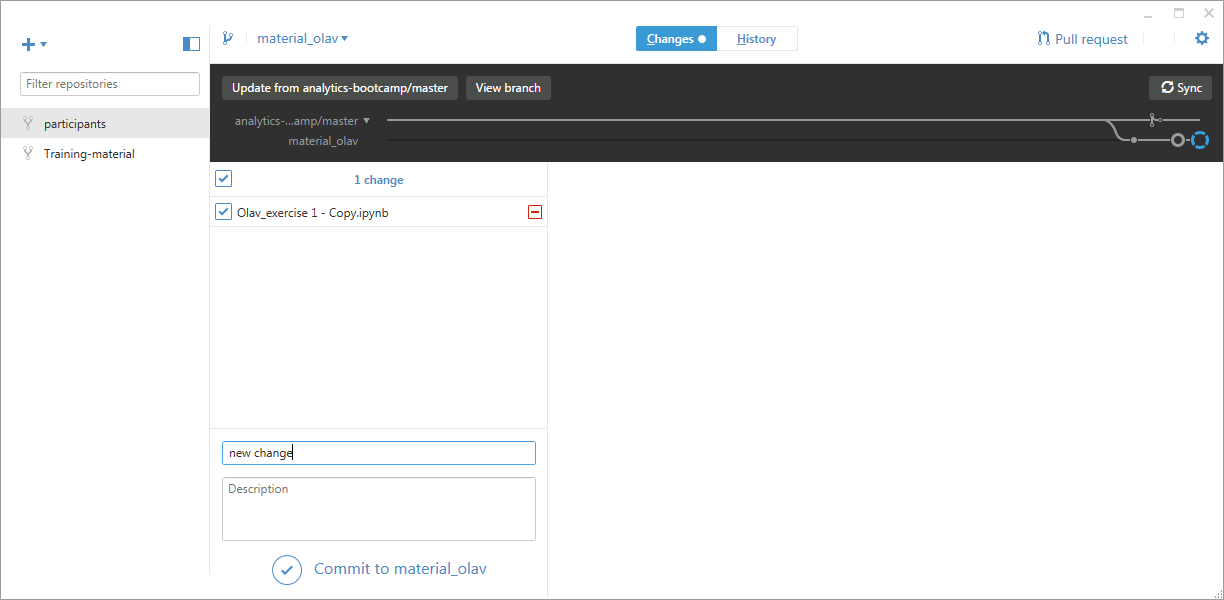 material_olav
Changes
History
Pull request
Filter repositories
participants
Training-material
Update from analytics-bootcamp/master
View branch
Sync
analytics-...amp/master
material_olav
1 change
Olav_exercise 1 - Copy.ipynb
new change
Description
Commit to material_olav